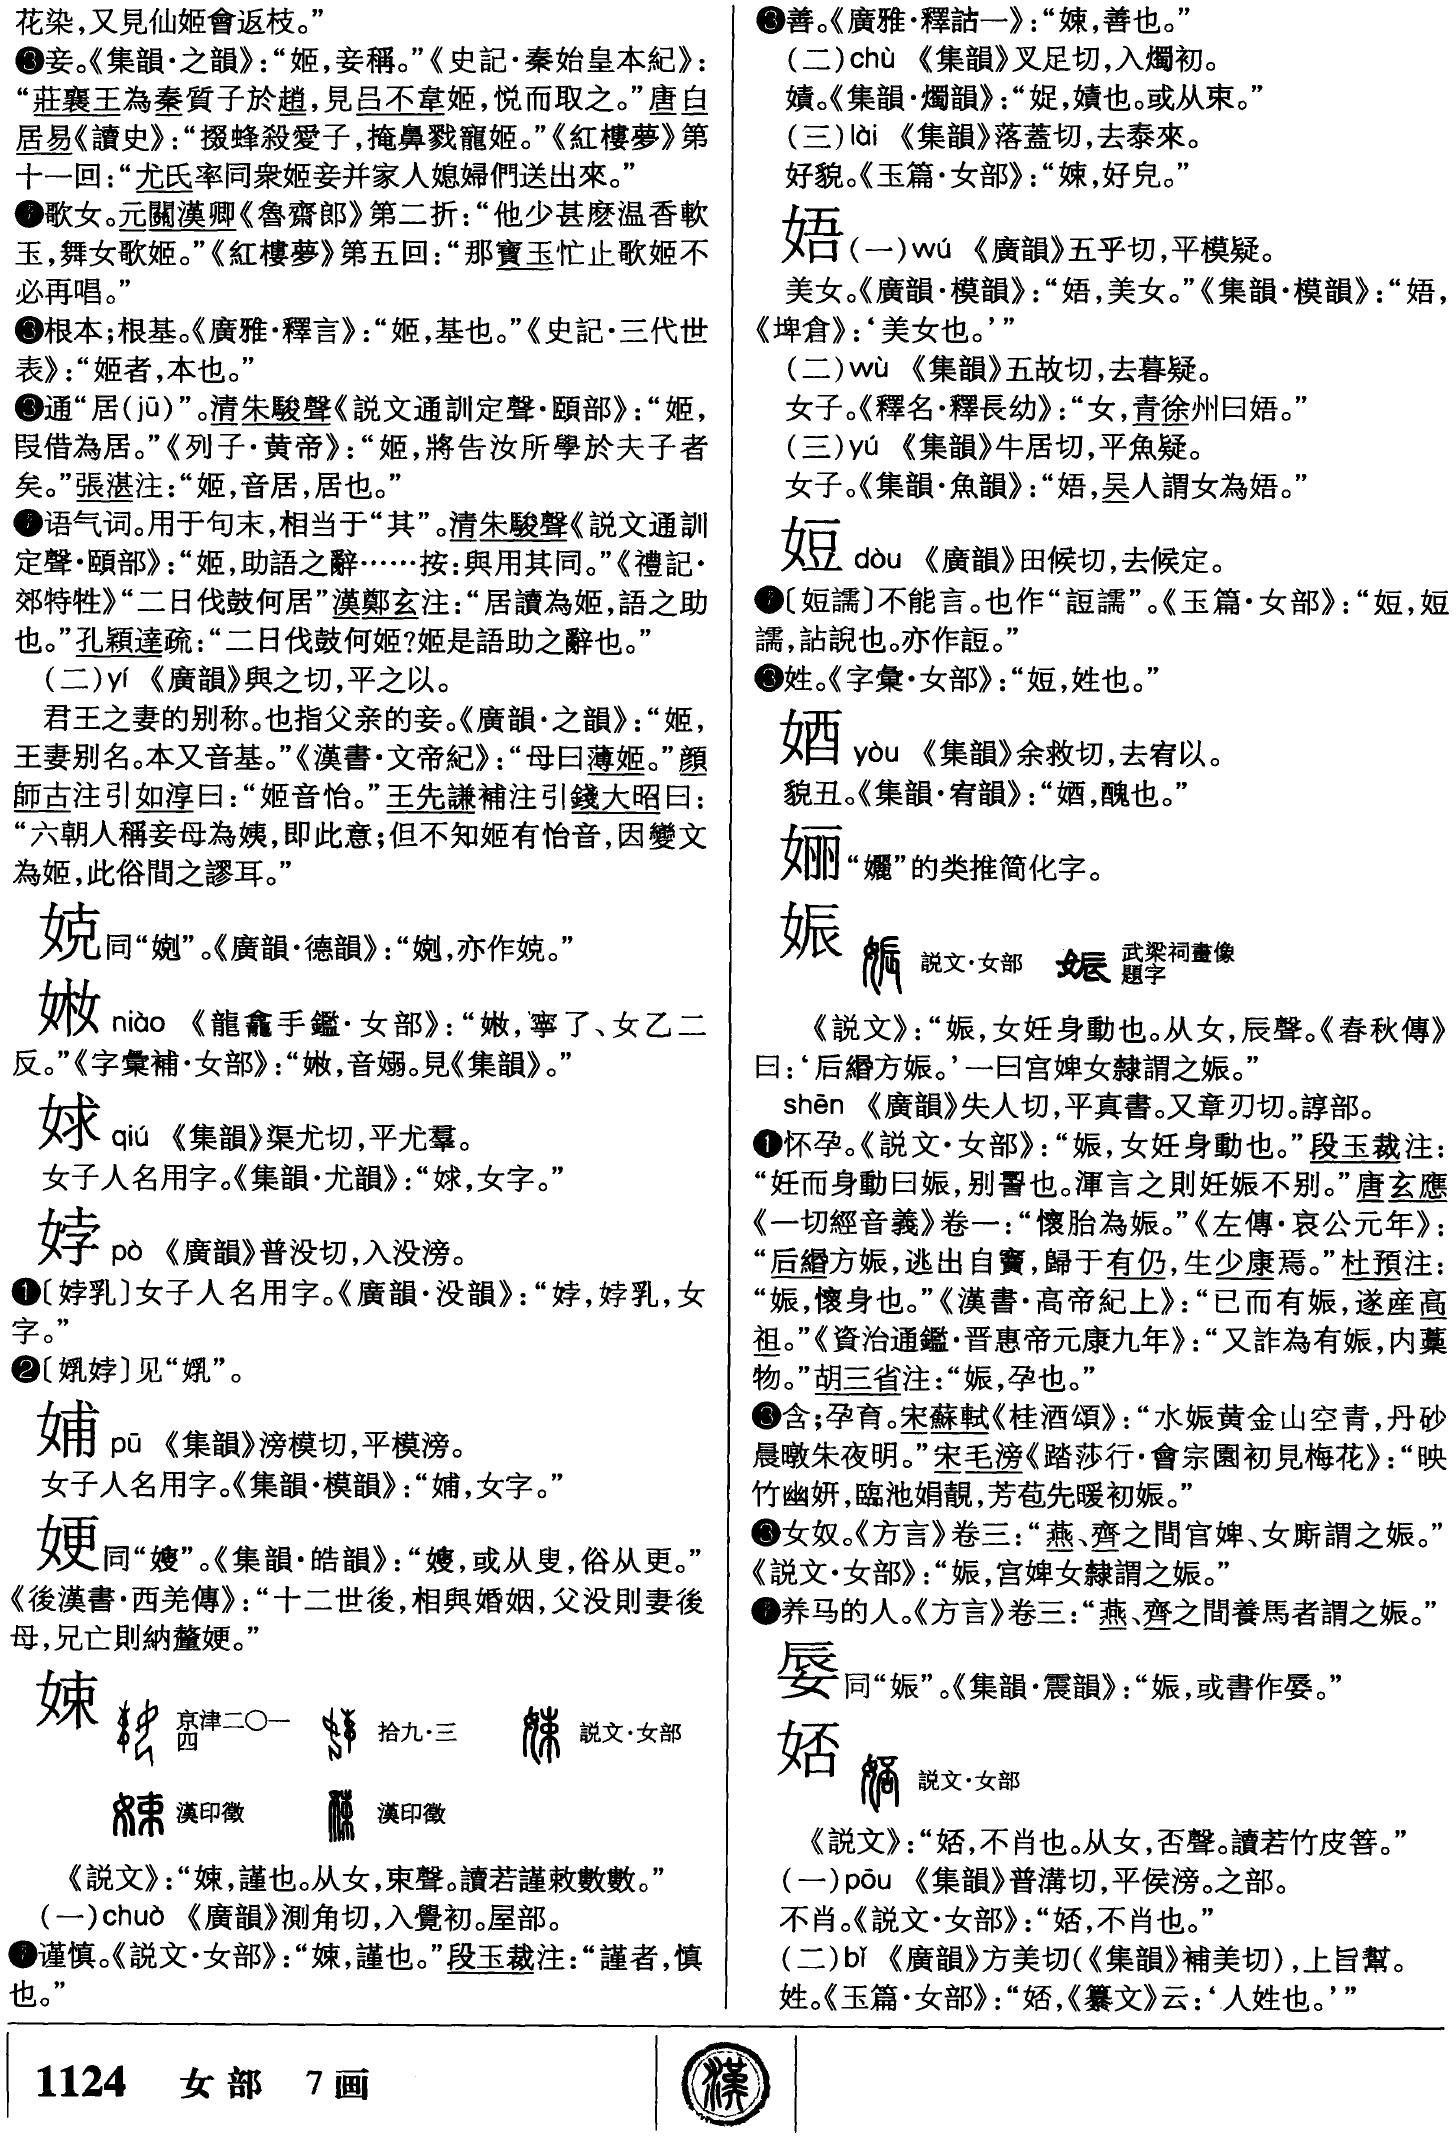 花染，又見仙姬會返枝。”
❸妾。《集韻·之韻》：“姬，妾稱。”《史記·秦始皇本紀》：
“莊襄王為秦質子於趙，見吕不韋姬，悦而取之。”唐白
居易《讀史》：“掇蜂殺愛子，掩鼻戮寵姬。”《紅樓夢》第
十一回：“尤氏率同衆姬妾并家人媳婦們送出來。”
歌女。元關漢卿《魯齋郎》第二折：“他少甚麽温香軟
玉，舞女歌姬。”《紅樓夢》第五回：“那寶玉忙止歌姬不
必再唱。”
根本；根基。《廣雅·釋言》：“姬，基也。”《史記·三代世
表》：“姬者，本也。”
通“居（jū）”。清朱駿聲《説文通訓定聲·頤部》：“姬，
叚借為居。”《列子·黄帝》：“姬，將告汝所學於夫子者
矣。”張湛注：“姬，音居，居也。”
语气词。用于句末，相当于“其”。清朱駿聲《説文通訓
定聲·頤部》：“姬，助語之辭……按：與用其同。”《禮記·
郊特牲》“二日伐鼓何居”漢鄭玄注：“居讀為姬，語之助
也。”孔穎達疏：“二日伐鼓何姬？姬是語助之辭也。”
（二）yí 《廣韻》與之切，平之以。
君王之妻的别称。也指父亲的妾。《廣韻·之韻》：“姬，
王妻别名。本又音基。”《漢書·文帝紀》：“母曰薄姬。”顔
師古注引如淳曰：“姬音怡。”王先謙補注引錢大昭曰：
“六朝人稱妾母為姨，即此意；但不知姬有怡音，因變文
為姬，此俗間之謬耳。”
㛁同“㜸”。《廣韻·德韻》：“㜸，亦作㛁。”
niào 《龍龕手鑑·女部》：“，寧了、女乙二
反。”《字彙補·女部》：“，音嫋。見《集韻》。”
㛏 qiú 《集韻》渠尤切，平尤羣。
女子人名用字。《集韻·尤韻》：“㛏，女字。”
㛘 pò 《廣韻》普没切，入没滂。
❶〔㛘乳〕女子人名用字。《廣韻·没韻》：“㛘，㛘乳，女
字。”
❷〔㛘〕见“”。
㛔 pū 《集韻》滂模切，平模滂。
女子人名用字。《集韻·模韻》：“㛔，女字。”
㛐同“嫂”。《集韻·皓韻》：“嫂，或从叟，俗从更。”
《後漢書·西羌傳》：“十二世後，相與婚姻，父没則妻後
母，兄亡則納釐㛐。”
娕 京津二〇一四 拾九·三 説文·女部
漢印徵 漢印徵
《説文》：“娕，謹也。从女，束聲。讀若謹敕數數。”
（一）chuò 《廣韻》測角切，入覺初。屋部。
谨慎。《説文·女部》：“娕，謹也。”段玉裁注：“謹者，慎
也。”
善。《廣雅·釋詁一》：“娕，善也。”
（二）chù 《集韻》叉足切，入燭初。
嬻。《集韻·燭韻》：“娖，嬻也。或从束。”
（三）lài 《集韻》落蓋切，去泰來。
好貌。《玉篇·女部》：“娕，好皃。”
娪（一）wú 《廣韻》五乎切，平模疑。
美女。《廣韻·模韻》：“娪，美女。”《集韻·模韻》：“娪，
《埤倉》：‘美女也。’”
（二）wù 《集韻》五故切，去暮疑。
女子。《釋名·釋長幼》：“女，青徐州曰娪。”
（三）yú 《集韻》牛居切，平魚疑。
女子。《集韻·魚韻》：“娪，吴人謂女為娪。”
㛒 dòu 《廣韻》田候切，去候定。
〔㛒譳〕不能言。也作“䛠譳”。《玉篇·女部》：“㛒，㛒
譳，詀誽也。亦作䛠。”
姓。《字彙·女部》：“㛒，姓也。”
yòu 《集韻》余救切，去宥以。
貌丑。《集韻·宥韻》：“，醜也。”
㛤“孋”的类推简化字。
娠 説文·女部 武梁祠畫像題字
《説文》：“娠，女妊身動也。从女，辰聲。《春秋傳》
曰：‘后緡方娠。’一曰宫婢女隸謂之娠。”
shēn 《廣韻》失人切，平真書。又章刃切。諄部。
❶怀孕。《説文·女部》：“娠，女妊身動也。”段玉裁注：
“妊而身動曰娠，别䛐也。渾言之則妊娠不别。”唐玄應
《一切經音義》卷一：“懷胎為娠。”《左傳·哀公元年》：
“后緡方娠，逃出自竇，歸于有仍，生少康焉。”杜預注：
“娠，懷身也。”《漢書·高帝紀上》：“已而有娠，遂産高
祖。”《資治通鑑·晋惠帝元康九年》：“又詐為有娠，内藁
物。”胡三省注：“娠，孕也。”
含；孕育。宋蘇軾《桂酒頌》：“水娠黄金山空青，丹砂
晨暾朱夜明。”宋毛滂《踏莎行·會宗園初見梅花》：“映
竹幽妍，臨池娟靚，芳苞先暖初娠。”
❸女奴。《方言》卷三：“燕、齊之間官婢、女廝謂之娠。”
《説文·女部》：“娠，宫婢女隸謂之娠。”
养马的人。《方言》卷三：“燕、齊之間養馬者謂之娠。”
㖘同“娠”。《集韻·震韻》：“娠，或書作。”
娝 説文·女部
《説文》：“娝，不肖也。从女，否聲。讀若竹皮箁。”
（一）pōu 《集韻》普溝切，平侯滂。之部。
不肖。《説文·女部》：“娝，不肖也。”
（二）bǐ 《廣韻》方美切（《集韻》補美切），上旨幫。
姓。《玉篇·女部》：“娝，《纂文》云：‘人姓也。’”
1124 女部 7画
漢